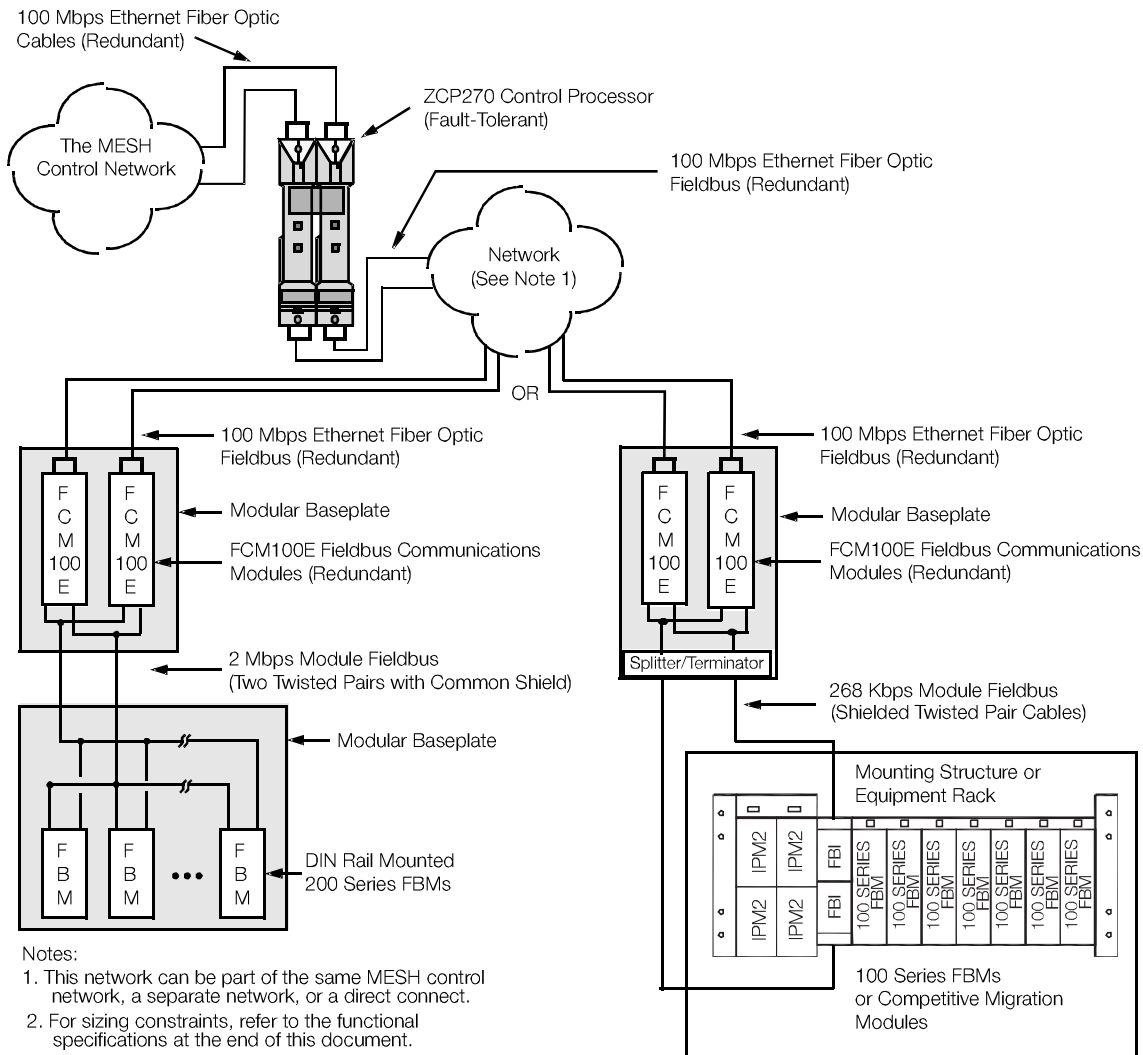 100 Mbps Ethernet Fiber Optic
Cables (Redundant)
The MESH
Control Network
ZCP270 Control Processor
(Fault-Tolerant)
100 Mbps Ethernet Fiber Optic
Fieldbus (Redundant)
Network
(See Note 1)
OR
100 Mbps Ethernet Fiber Optic
Fieldbus (Redundant)
F
C
M
100
E
F
C
M
100
E
Modular Baseplate
FCM100E Fieldbus Communications
Modules (Redundant)
2 Mbps Module Fieldbus
(Two Twisted Pairs with Common Shield)
Modular Baseplate
F
B
M
F
B
M
F
B
M
DIN Rail Mounted
200 Series FBMs
100 Mbps Ethernet Fiber Optic
Fieldbus (Redundant)
F
C
M
100
E
F
C
M
100
E
Modular Baseplate
FCM100E Fieldbus Communications
Modules (Redundant)
Splitter/Terminator
268 Kbps Module Fieldbus
(Shielded Twisted Pair Cables)
Mounting Structure or
Equipment Rack
IPM2
IPM2
FBI
IPM2
IPM2
FBI
100 SERIES
FBM
100 SERIES
FBM
100 SERIES
FBM
100 SERIES
FBM
100 SERIES
FBM
100 SERIES
FBM
100 SERIES
FBM
100 Series FBMs
or Competitive Migration
Modules
Notes:
1. This network can be part of the same MESH control
network, a separate network, or a direct connect.
2. For sizing constraints, refer to the functional
specifications at the end of this document.